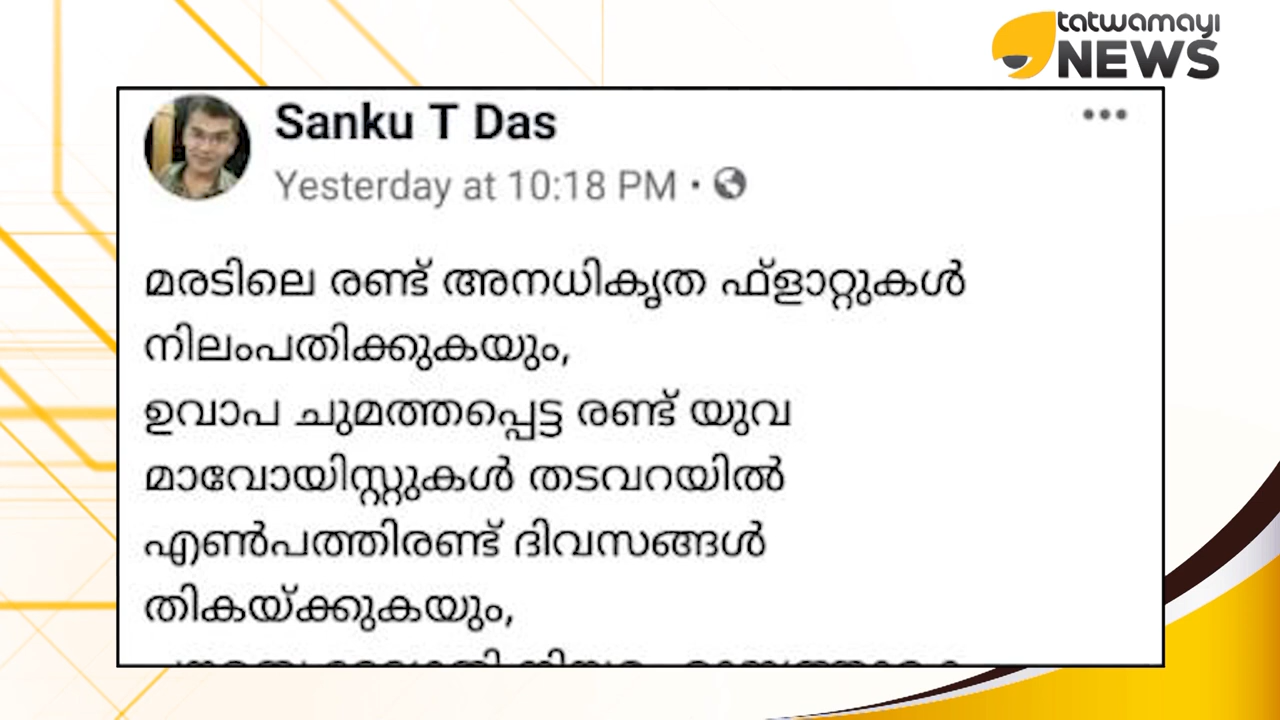 tatwamayi
NEWS
Sanku T Das
Yesterday at 10:18 PM •
മരടിലെ രണ്ട് അനധികൃത ഫ്ളാറ്റുകൾ
നിലംപതിക്കുകയും,
ഉവാപ ചുമത്തപ്പെട്ട രണ്ട് യുവ
മാവോയിസ്റ്റുകൾ തടവറയിൽ
എൺപത്തിരണ്ട് ദിവസങ്ങൾ
തികയ്ക്കുകയും,